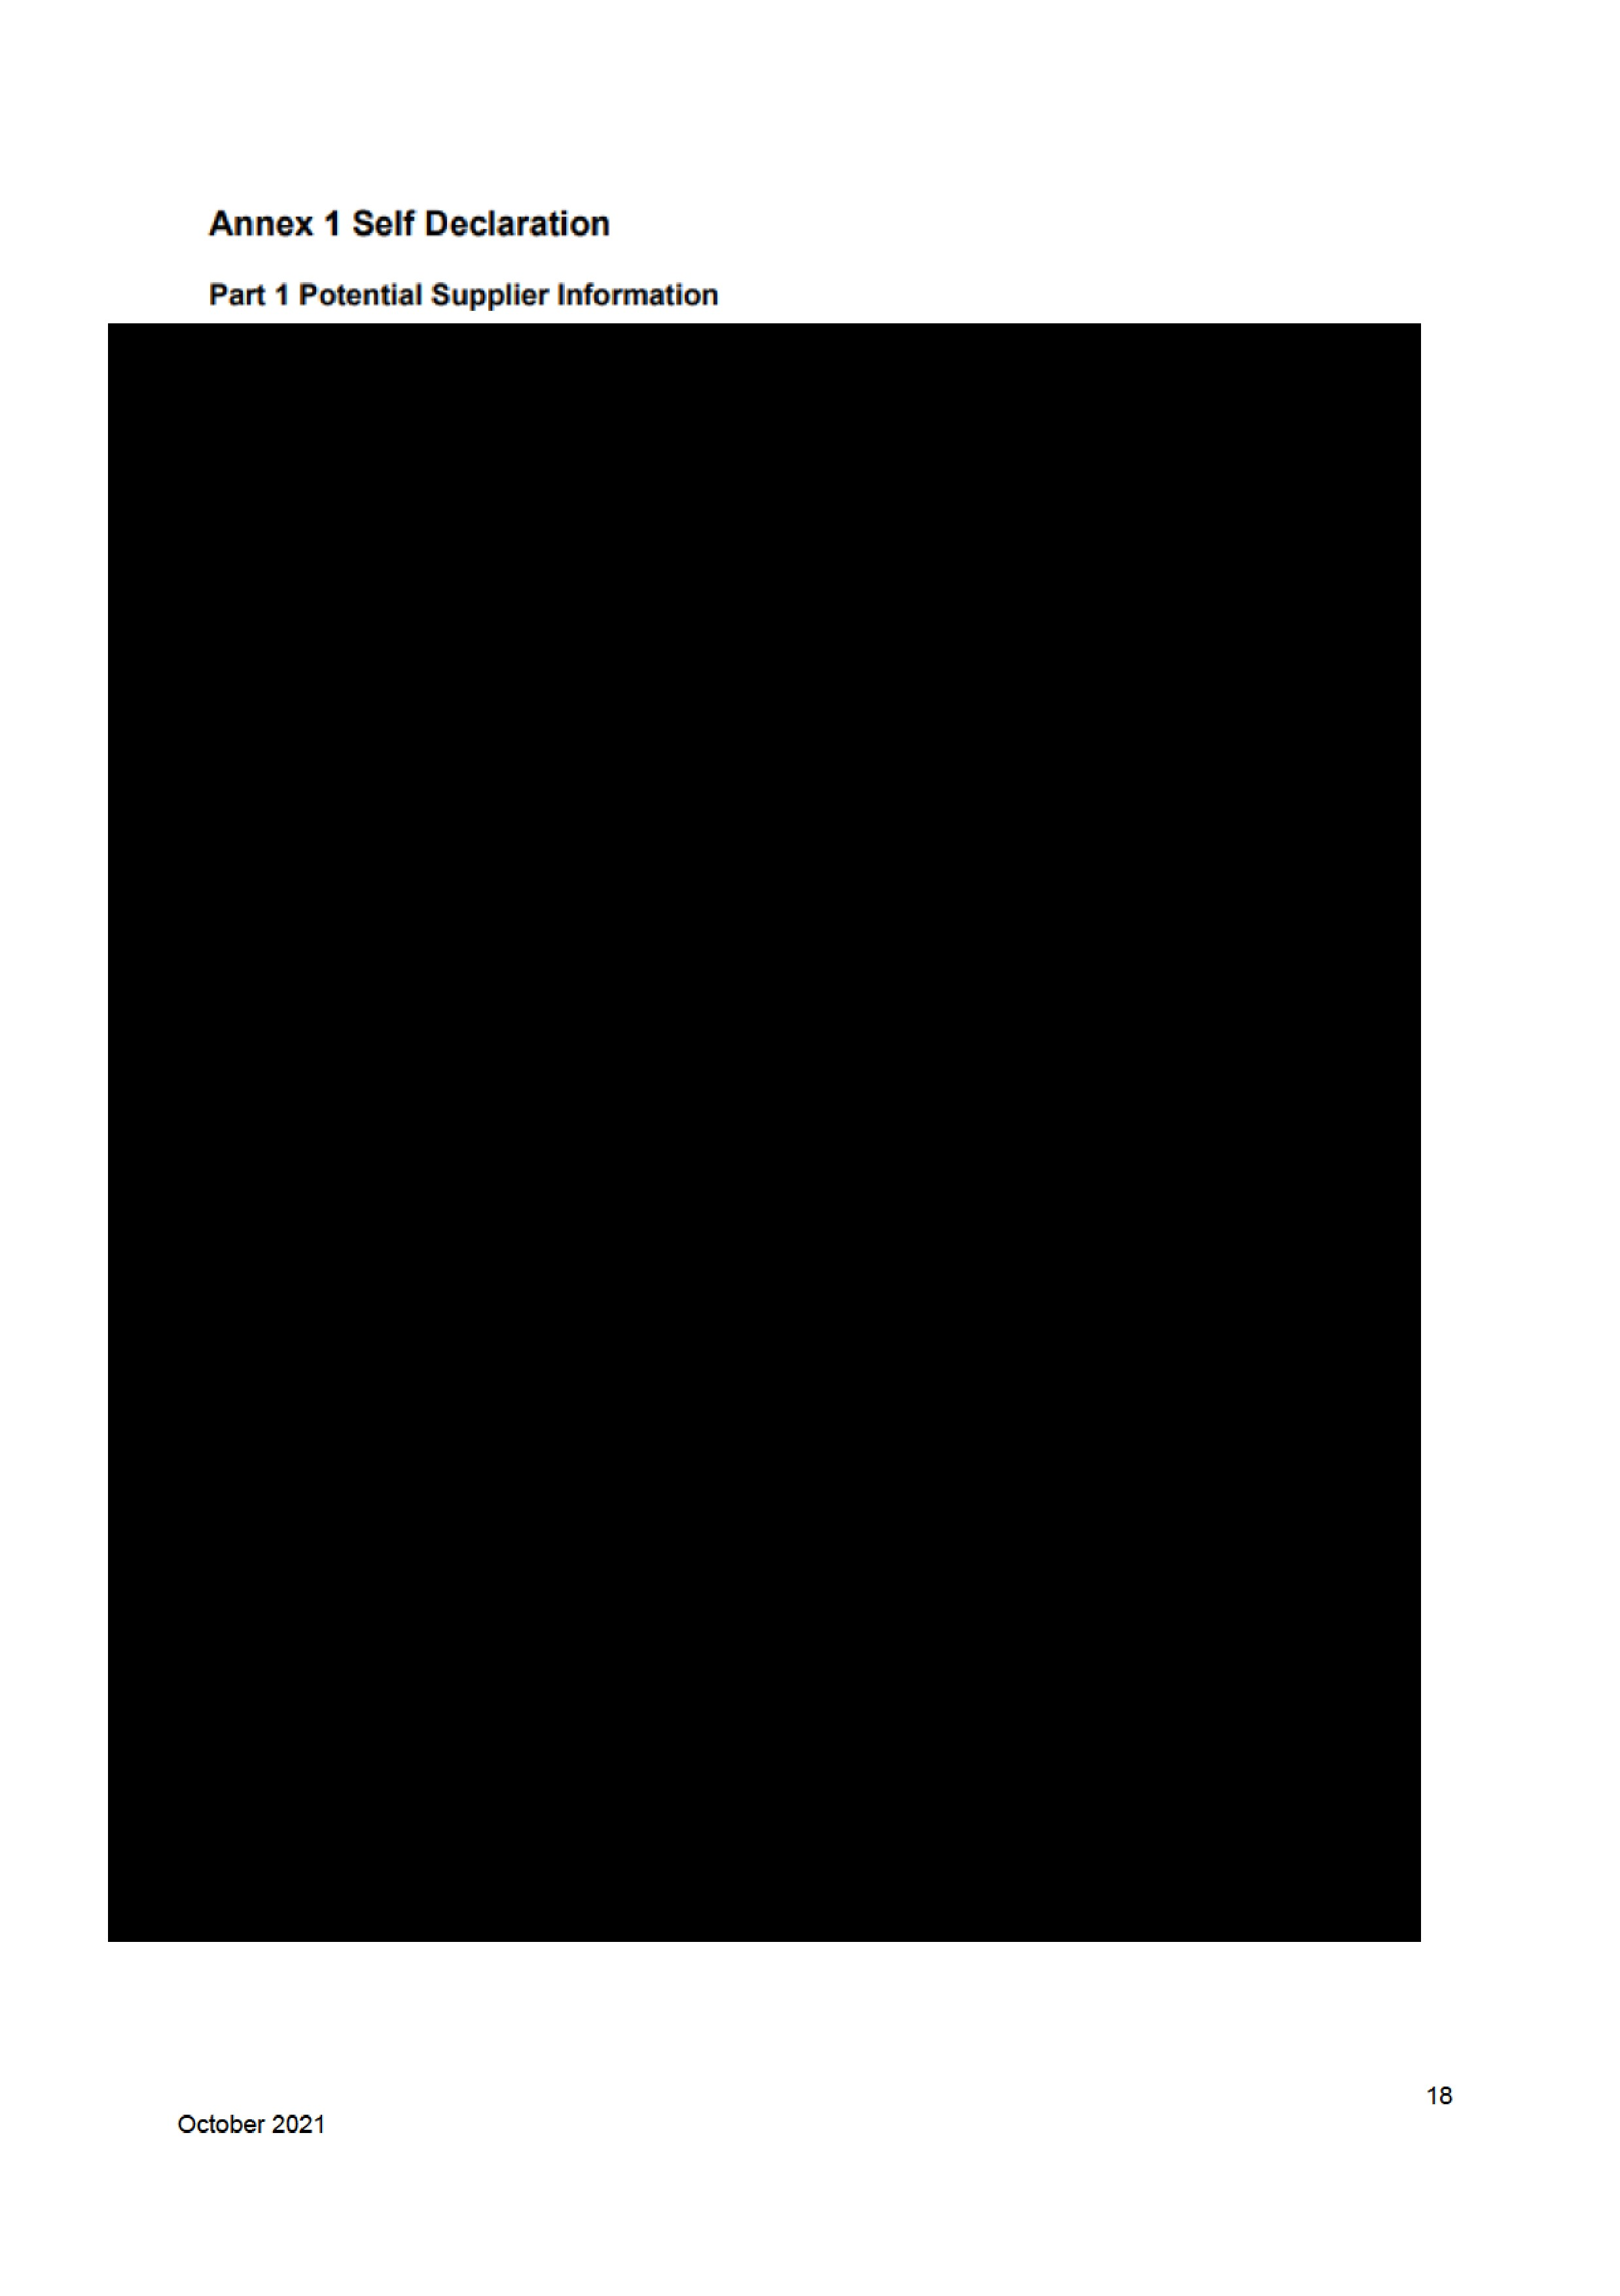 Annex 1 Self Declaration
Part 1 Potential Supplier Information
18
October 2021